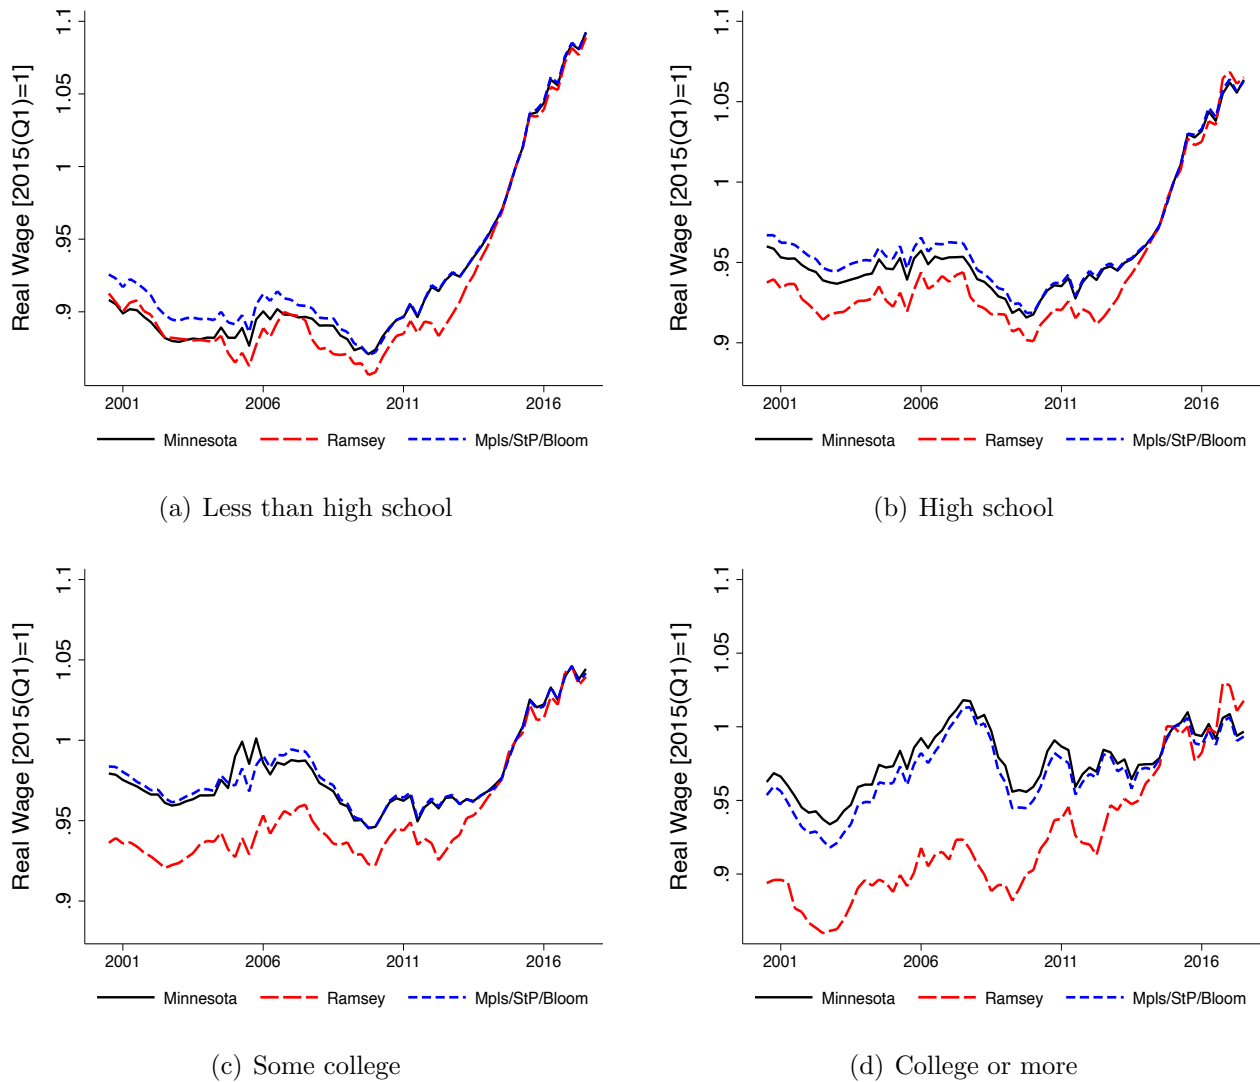 Real Wage [2015(Q1)=1]
1.1
1.05
1
.95
.9
2001 2006 2011 2016
Minnesota Ramsey Mpls/StP/Bloom
(a) Less than high school
Real Wage [2015(Q1)=1]
1.1
1.05
1
.95
.9
2001 2006 2011 2016
Minnesota Ramsey Mpls/StP/Bloom
(b) High school
Real Wage [2015(Q1)=1]
1.1
1.05
1
.95
.9
2001 2006 2011 2016
Minnesota Ramsey Mpls/StP/Bloom
(c) Some college
Real Wage [2015(Q1)=1]
1.1
1.05
1
.95
.9
2001 2006 2011 2016
Minnesota Ramsey Mpls/StP/Bloom
(d) College or more